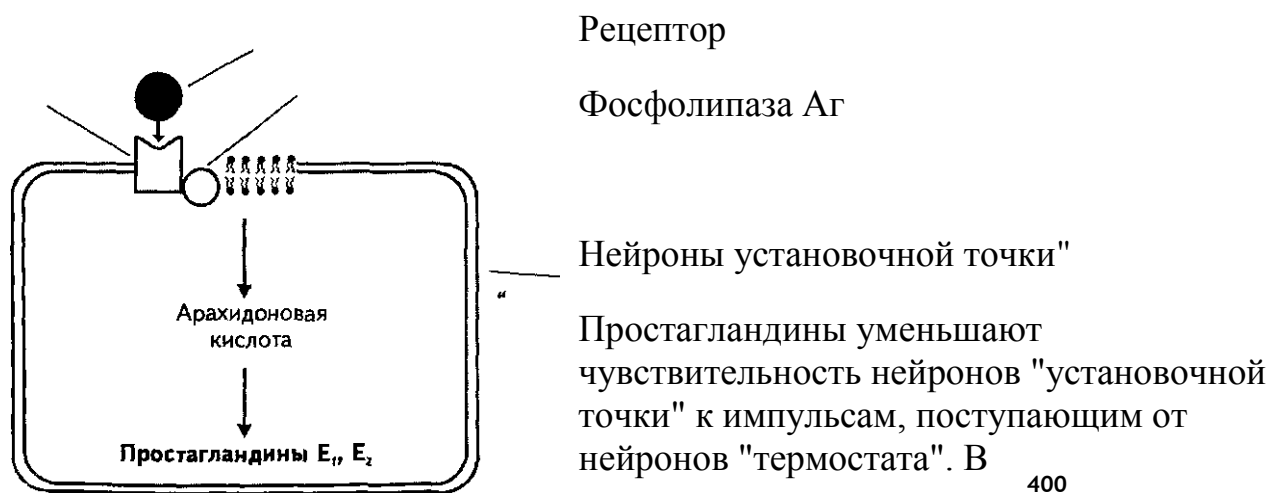 Рецептор
Фосфолипаза Аг
Нейроны установочной точки"
"
Арахидоновая
кислота
Простагландины уменьшают
чувствительность нейронов "установочной
точки" к импульсам, поступающим от
нейронов "термостата". В
Простагландины E₁, E₂
400